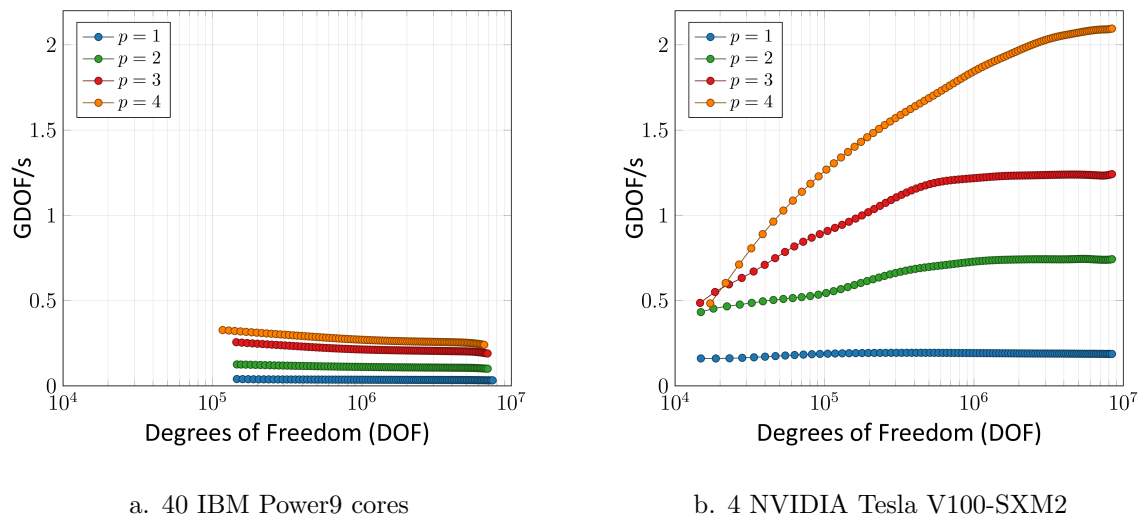 p = 1
p = 2
p = 3
p = 4
2
1.5
1
0.5
0
GDOF/s
10^4 10^5 10^6 10^7
Degrees of Freedom (DOF)
a. 40 IBM Power9 cores
p = 1
p = 2
p = 3
p = 4
2
1.5
1
0.5
0
GDOF/s
10^4 10^5 10^6 10^7
Degrees of Freedom (DOF)
b. 4 NVIDIA Tesla V100-SXM2